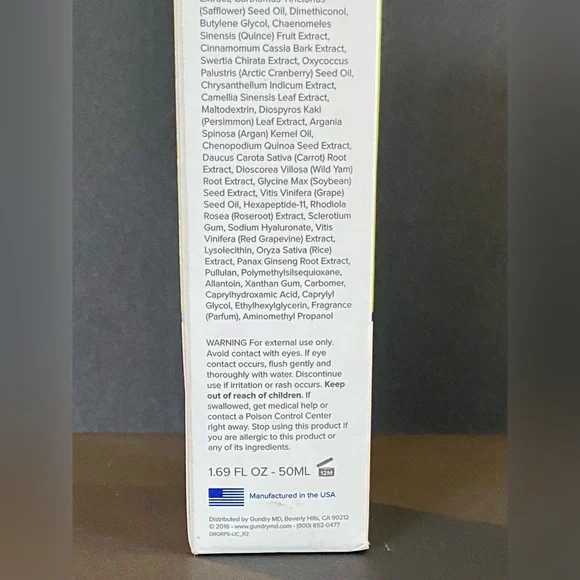 Extract, Carthamus Tinctorius
(Safflower) Seed Oil, Dimethiconol,
Butylene Glycol, Chaenomeles
Sinensis (Quince) Fruit Extract,
Cinnamomum Cassia Bark Extract,
Swertia Chirata Extract, Oxycoccus
Palustris (Arctic Cranberry) Seed Oil,
Chrysanthellum Indicum Extract,
Camellia Sinensis Leaf Extract,
Maltodextrin, Diospyros Kaki
(Persimmon) Leaf Extract, Argania
Spinosa (Argan) Kernel Oil,
Chenopodium Quinoa Seed Extract,
Daucus Carota Sativa (Carrot) Root
Extract, Dioscorea Villosa (Wild Yam)
Root Extract, Glycine Max (Soybean)
Seed Extract, Vitis Vinifera (Grape)
Seed Oil, Hexapeptide-11, Rhodiola
Rosea (Roseroot) Extract, Sclerotium
Gum, Sodium Hyaluronate, Vitis
Vinifera (Red Grapevine) Extract,
Lysolecithin, Oryza Sativa (Rice)
Extract, Panax Ginseng Root Extract,
Pullulan, Polymethylsilsequioxane,
Allantoin, Xanthan Gum, Carbomer,
Caprylhydroxamic Acid, Caprylyl
Glycol, Ethylhexylglycerin, Fragrance
(Parfum), Aminomethyl Propanol
WARNING For external use only.
Avoid contact with eyes. If eye
contact occurs, flush gently and
thoroughly with water. Discontinue
use if irritation or rash occurs. Keep
out of reach of children. If
swallowed, get medical help or
contact a Poison Control Center
right away. Stop using this product if
you are allergic to this product or
any of its ingredients.
1.69 FL OZ - 50ML 12M
Manufactured in the USA
Distributed by Gundry MD, Beverly Hills, CA 90212
© 2016 - www.gundrymd.com - (800) 852-0477
DRGRPS-UC_R2